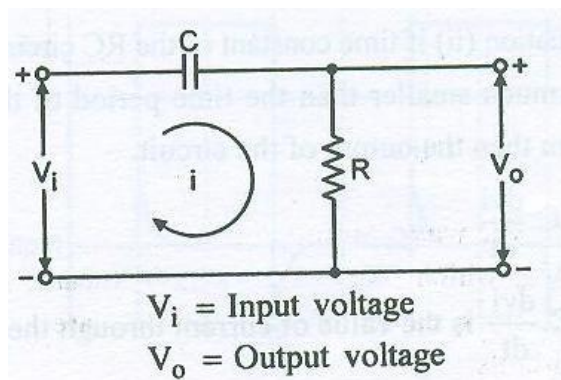 C
+ +
Vi i R Vo
- -
Vi = Input voltage
Vo = Output voltage